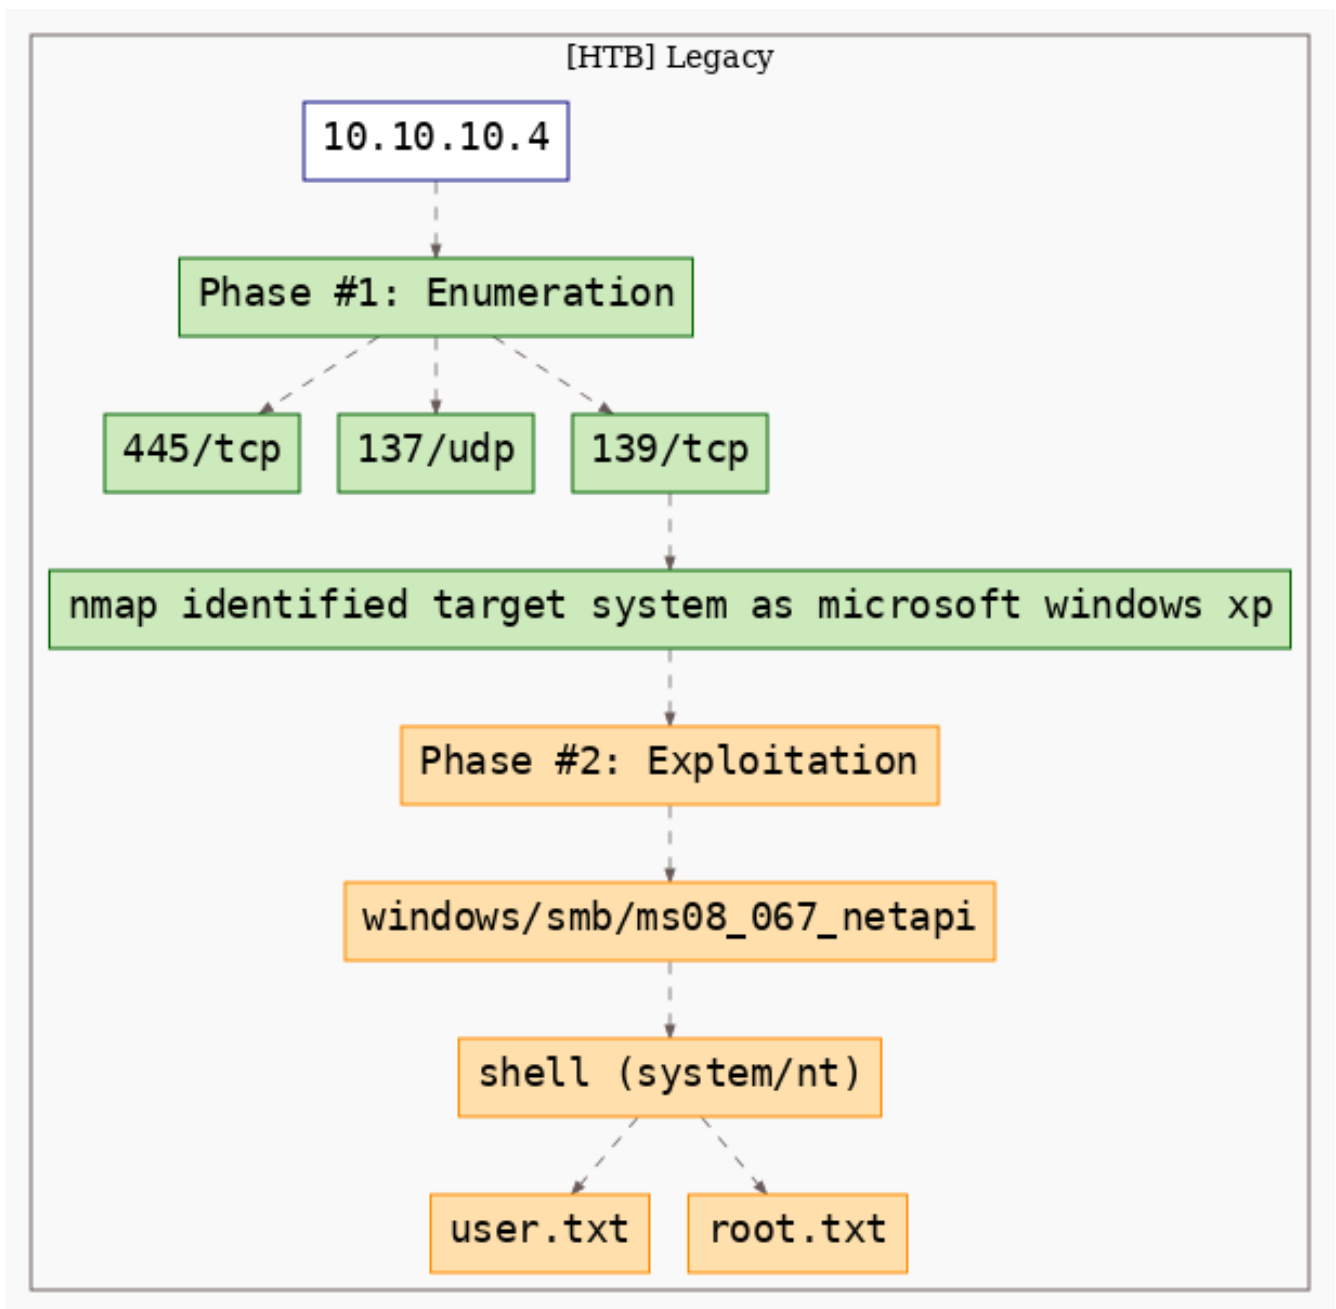 [HTB] Legacy
10.10.10.4
Phase #1: Enumeration
445/tcp
137/udp
139/tcp
nmap identified target system as microsoft windows xp
Phase #2: Exploitation
windows/smb/ms08_067_netapi
shell (system/nt)
user.txt
root.txt